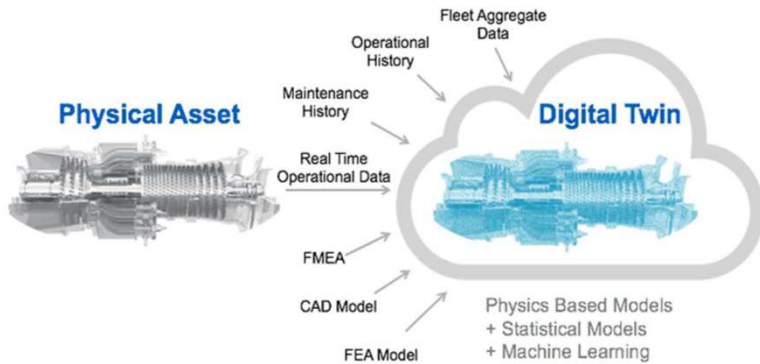 Fleet Aggregate
Data
Operational
History
Maintenance
History
Physical Asset
Digital Twin
Real Time
Operational Data
FMEA
CAD Model
FEA Model
Physics Based Models
+ Statistical Models
+ Machine Learning